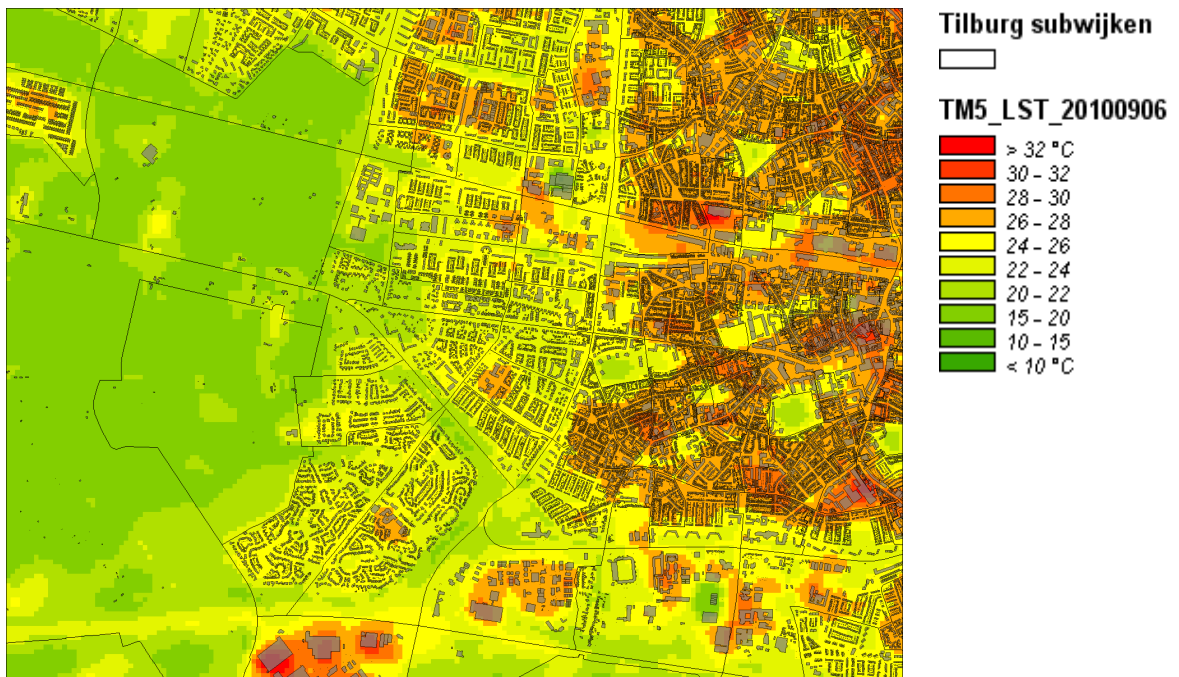 Tilburg subwijken
TM5_LST_20100906
> 32 °C
30 - 32
28 - 30
26 - 28
24 - 26
22 - 24
20 - 22
15 - 20
10 - 15
< 10 °C